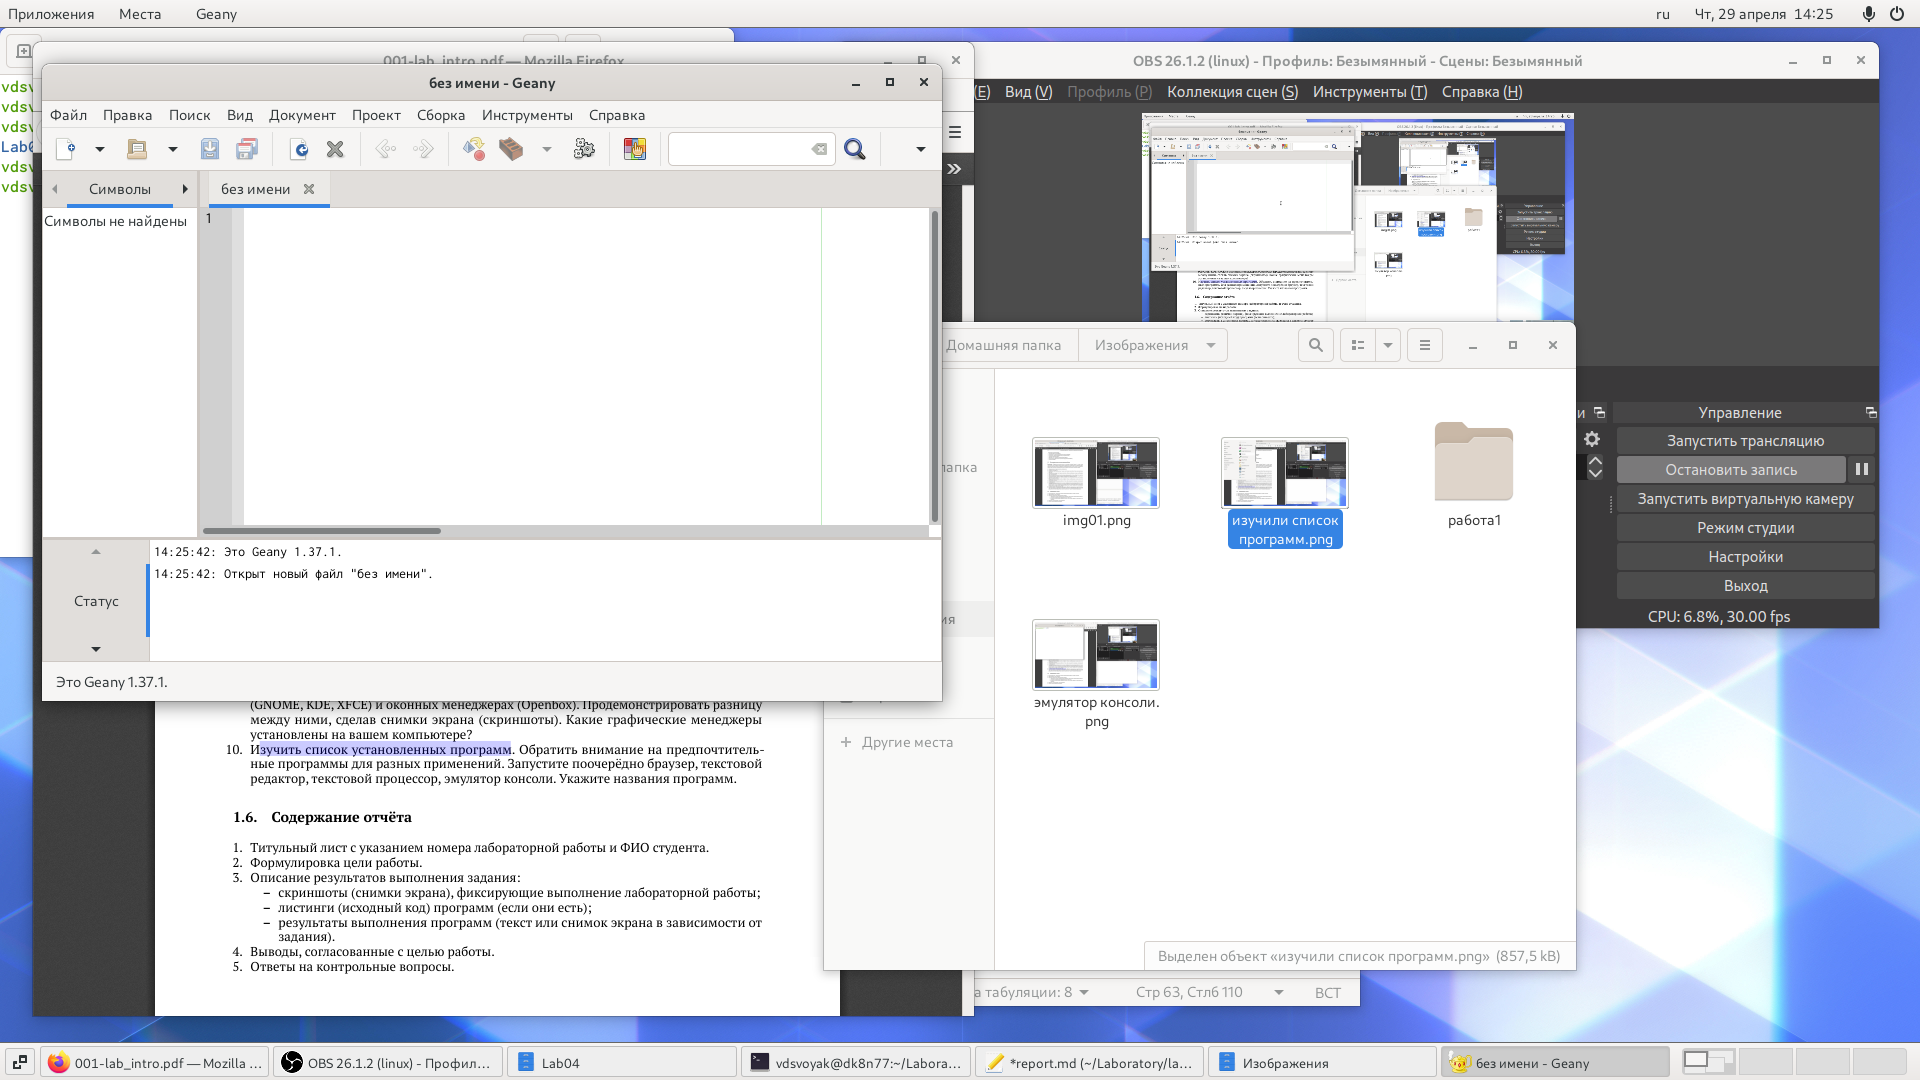 Приложения Места Geany ru Чт, 29 апреля 14:25
001-lab_intro.pdf — Mozilla Firefox
vdsv
vdsv
vdsv
Lab0
vdsv
vdsv
без имени - Geany
Файл Правка Поиск Вид Документ Проект Сборка Инструменты Справка
Символы
без имени
Символы не найдены
1
14:25:42: Это Geany 1.37.1.
14:25:42: Открыт новый файл "без имени".
Статус
Это Geany 1.37.1.
OBS 26.1.2 (linux) - Профиль: Безымянный - Сцены: Безымянный
(E) Вид (V) Профиль (P) Коллекция сцен (S) Инструменты (T) Справка (H)
Домашняя папка Изображения
папка
ия
img01.png
изучили список
программ.png
работа1
эмулятор консоли.
png
Другие места
Выделен объект «изучили список программ.png» (857,5 kB)
и
Управление
Запустить трансляцию
Остановить запись
Запустить виртуальную камеру
Режим студии
Настройки
Выход
CPU: 6.8%, 30.00 fps
(GNOME, KDE, XFCE) и оконных менеджерах (Openbox). Продемонстрировать разницу
между ними, сделав снимки экрана (скриншоты). Какие графические менеджеры
установлены на вашем компьютере?
10. Изучить список установленных программ. Обратить внимание на предпочтитель-
ные программы для разных применений. Запустите поочерёдно браузер, текстовой
редактор, текстовой процессор, эмулятор консоли. Укажите названия программ.
1.6. Содержание отчёта
1. Титульный лист с указанием номера лабораторной работы и ФИО студента.
2. Формулировка цели работы.
3. Описание результатов выполнения задания:
– скриншоты (снимки экрана), фиксирующие выполнение лабораторной работы;
– листинги (исходный код) программ (если они есть);
– результаты выполнения программ (текст или снимок экрана в зависимости от
задания).
4. Выводы, согласованные с целью работы.
5. Ответы на контрольные вопросы.
а табуляции: 8 Стр 63, Стлб 110 ВСТ
001-lab_intro.pdf — Mozilla ...
OBS 26.1.2 (linux) - Профил...
Lab04
vdsvoyak@dk8n77:~/Labora...
*report.md (~/Laboratory/la...
Изображения
без имени - Geany